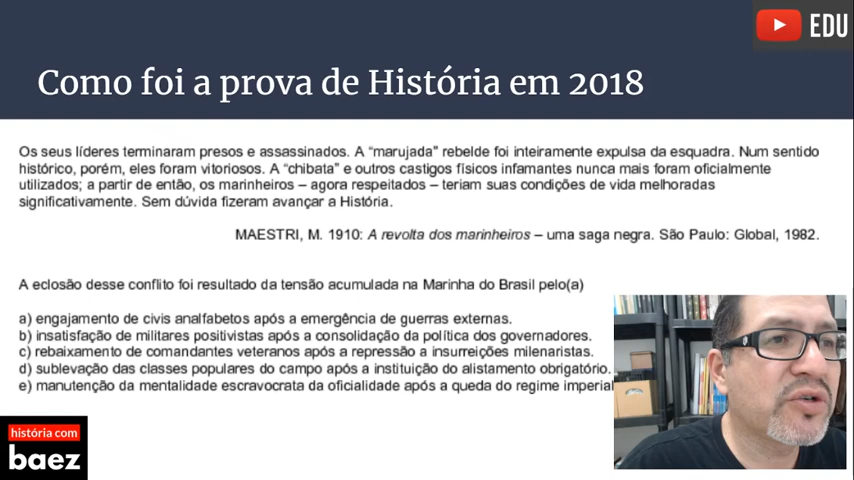 EDU
Como foi a prova de História em 2018
Os seus líderes terminaram presos e assassinados. A “marujada” rebelde foi inteiramente expulsa da esquadra. Num sentido
histórico, porém, eles foram vitoriosos. A “chibata” e outros castigos físicos infamantes nunca mais foram oficialmente
utilizados; a partir de então, os marinheiros – agora respeitados – teriam suas condições de vida melhoradas
significativamente. Sem dúvida fizeram avançar a História.
MAESTRI, M. 1910: A revolta dos marinheiros – uma saga negra. São Paulo: Global, 1982.
A eclosão desse conflito foi resultado da tensão acumulada na Marinha do Brasil pelo(a)
a) engajamento de civis analfabetos após a emergência de guerras externas.
b) insatisfação de militares positivistas após a consolidação da política dos governadores.
c) rebaixamento de comandantes veteranos após a repressão a insurreições milenaristas.
d) sublevação das classes populares do campo após a instituição do alistamento obrigatório.
e) manutenção da mentalidade escravocrata da oficialidade após a queda do regime imperial
história com
baez